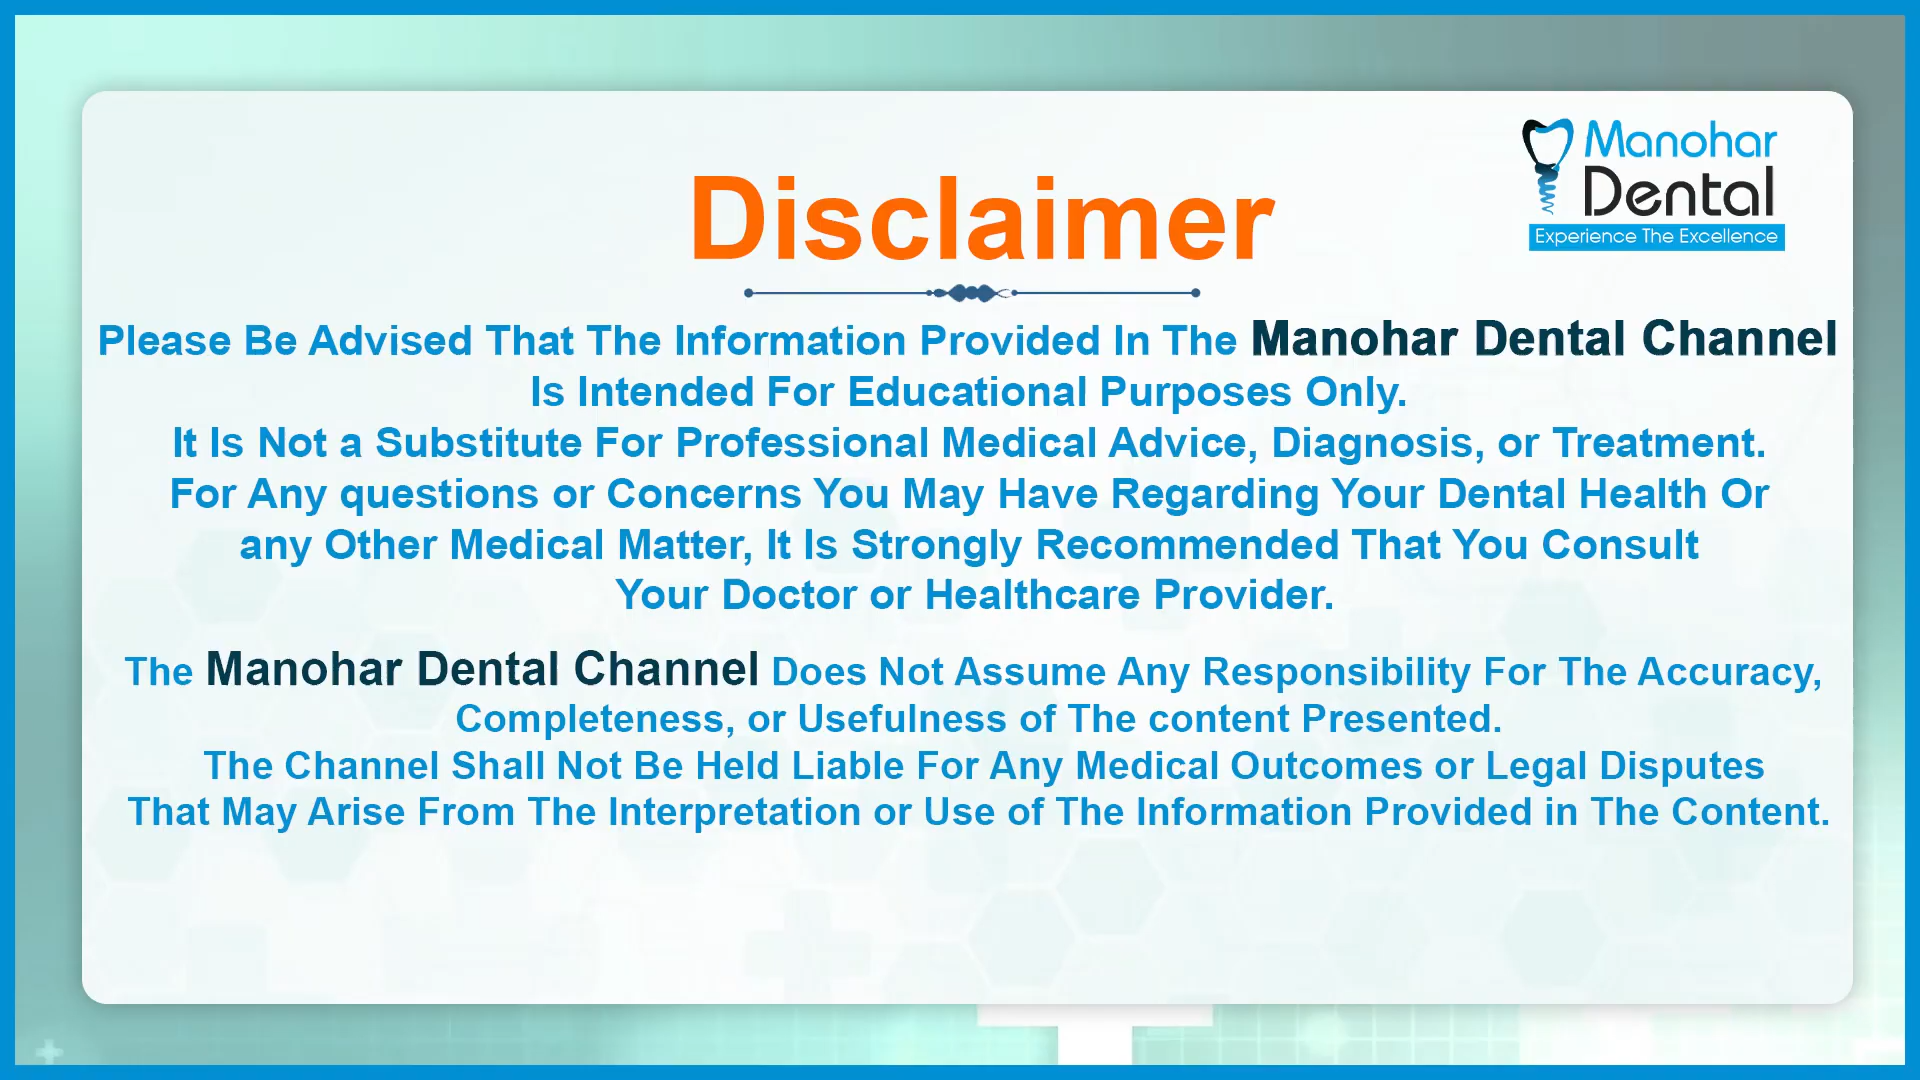 Manohar
Dental
Experience The Excellence
Disclaimer
Please Be Advised That The Information Provided In The Manohar Dental Channel
Is Intended For Educational Purposes Only.
It Is Not a Substitute For Professional Medical Advice, Diagnosis, or Treatment.
For Any questions or Concerns You May Have Regarding Your Dental Health Or
any Other Medical Matter, It Is Strongly Recommended That You Consult
Your Doctor or Healthcare Provider.
The Manohar Dental Channel Does Not Assume Any Responsibility For The Accuracy,
Completeness, or Usefulness of The content Presented.
The Channel Shall Not Be Held Liable For Any Medical Outcomes or Legal Disputes
That May Arise From The Interpretation or Use of The Information Provided in The Content.